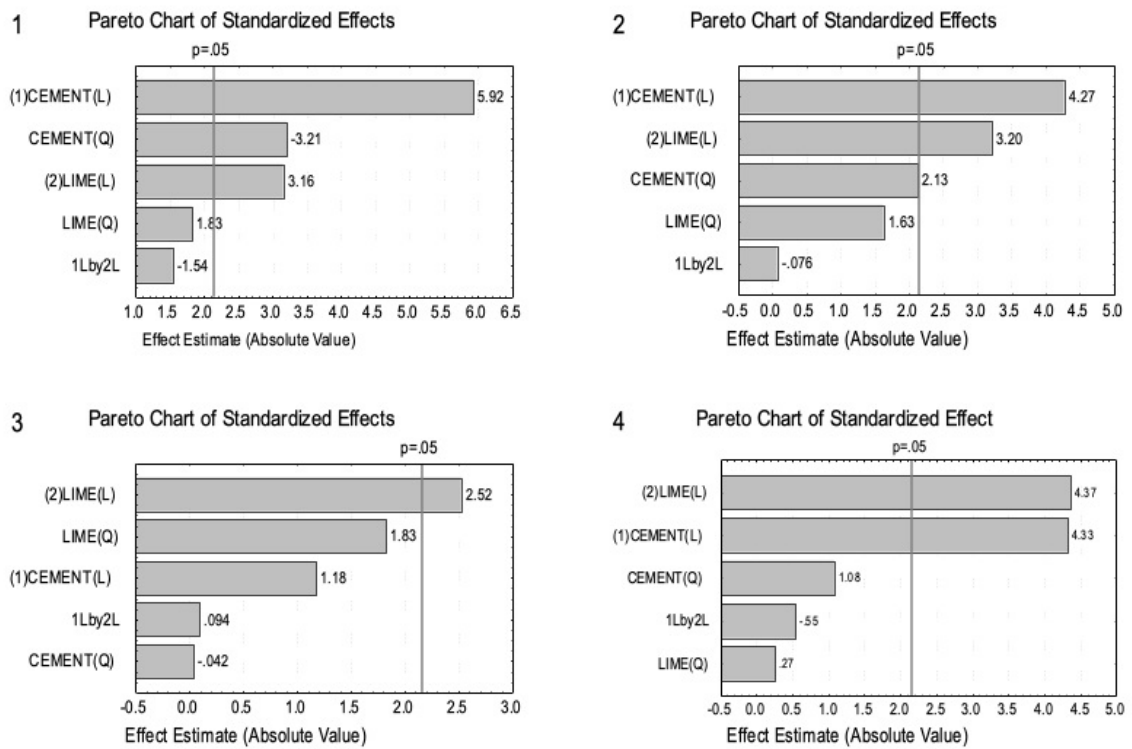 1
Pareto Chart of Standardized Effects
p=.05
(1)CEMENT(L) 5.92
CEMENT(Q) -3.21
(2)LIME(L) 3.16
LIME(Q) 1.83
1Lby2L -1.54
1.0 1.5 2.0 2.5 3.0 3.5 4.0 4.5 5.0 5.5 6.0 6.5
Effect Estimate (Absolute Value)
2
Pareto Chart of Standardized Effects
p=.05
(1)CEMENT(L) 4.27
(2)LIME(L) 3.20
CEMENT(Q) 2.13
LIME(Q) 1.63
1Lby2L -.076
-0.5 0.0 0.5 1.0 1.5 2.0 2.5 3.0 3.5 4.0 4.5 5.0
Effect Estimate (Absolute Value)
3
Pareto Chart of Standardized Effects
p=.05
(2)LIME(L) 2.52
LIME(Q) 1.83
(1)CEMENT(L) 1.18
1Lby2L .094
CEMENT(Q) -.042
-0.5 0.0 0.5 1.0 1.5 2.0 2.5 3.0
Effect Estimate (Absolute Value)
4
Pareto Chart of Standardized Effect
p=.05
(2)LIME(L) 4.37
(1)CEMENT(L) 4.33
CEMENT(Q) 1.08
1Lby2L -.55
LIME(Q) .27
-0.5 0.0 0.5 1.0 1.5 2.0 2.5 3.0 3.5 4.0 4.5 5.0
Effect Estimate (Absolute Value)